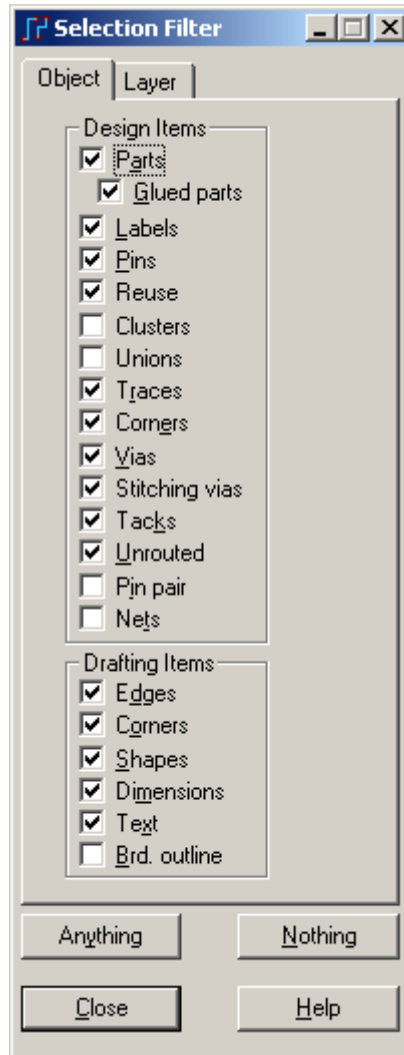 Selection Filter
Object Layer
Design Items
Parts
Glued parts
Labels
Pins
Reuse
Clusters
Unions
Traces
Corners
Vias
Stitching vias
Tacks
Unrouted
Pin pair
Nets
Drafting Items
Edges
Corners
Shapes
Dimensions
Text
Brd. outline
Anything Nothing
Close Help